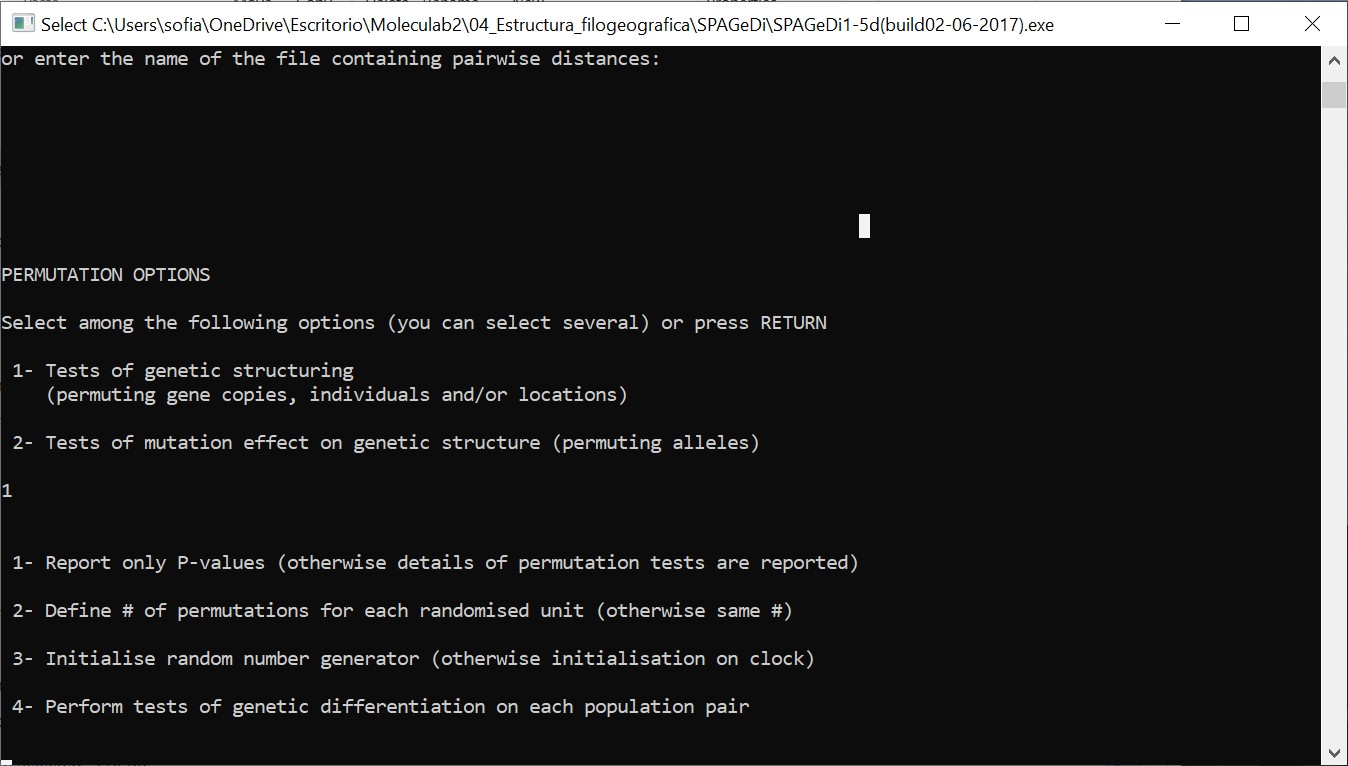 Select C:\Users\sofia\OneDrive\Escritorio\Moleculab2\04_Estructura_filogeografica\SPAGeDi\SPAGeDi1-5d(build02-06-2017).exe
or enter the name of the file containing pairwise distances:
PERMUTATION OPTIONS
Select among the following options (you can select several) or press RETURN
1- Tests of genetic structuring
(permuting gene copies, individuals and/or locations)
2- Tests of mutation effect on genetic structure (permuting alleles)
1
1- Report only P-values (otherwise details of permutation tests are reported)
2- Define # of permutations for each randomised unit (otherwise same #)
3- Initialise random number generator (otherwise initialisation on clock)
4- Perform tests of genetic differentiation on each population pair